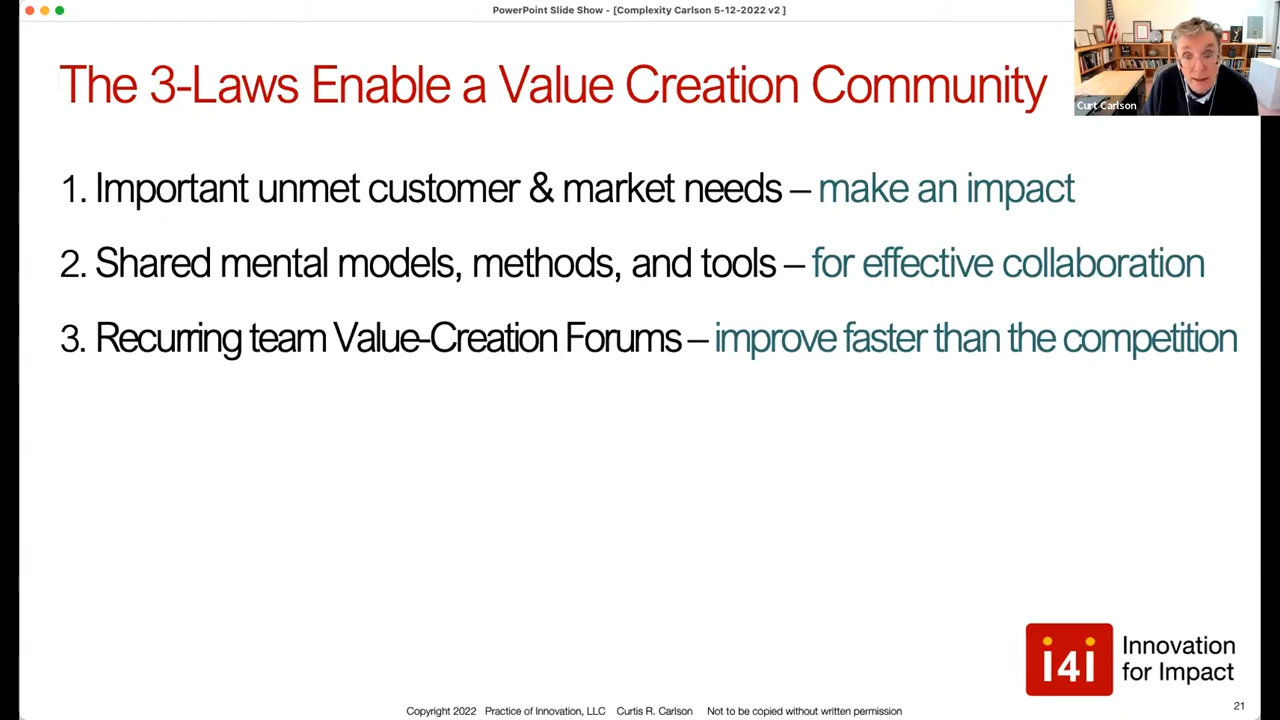 PowerPoint Slide Show - [Complexity Carlson 5-12-2022 v2 ]
The 3-Laws Enable a Value Creation Community
Curt Carlson
1. Important unmet customer & market needs – make an impact
2. Shared mental models, methods, and tools – for effective collaboration
3. Recurring team Value-Creation Forums – improve faster than the competition
i4i
Innovation
for Impact
Copyright 2022 Practice of Innovation, LLC Curtis R. Carlson Not to be copied without written permission
21